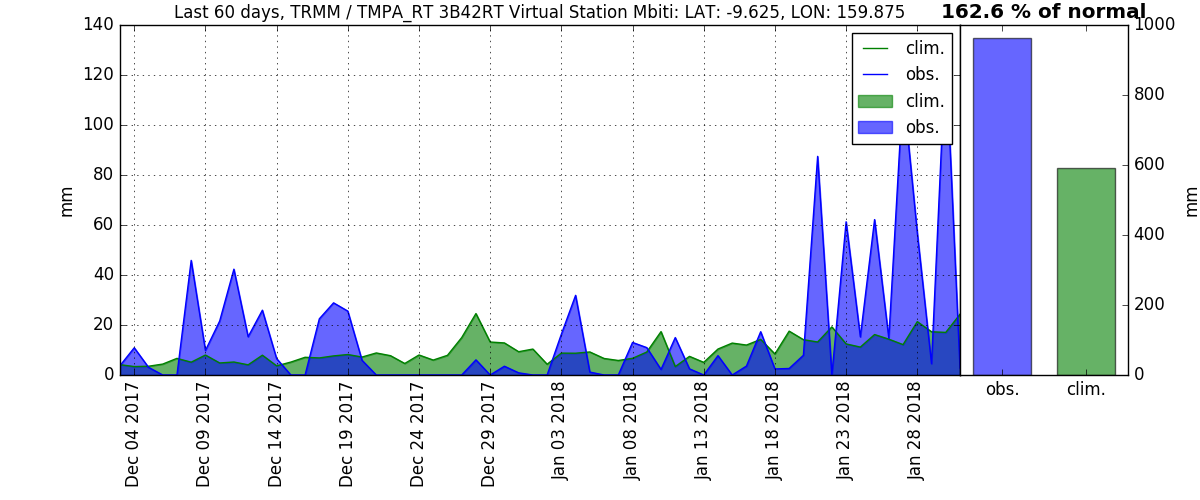 Last 60 days, TRMM / TMPA_RT 3B42RT Virtual Station Mbiti: LAT: -9.625, LON: 159.875
162.6 % of normal
140
120
100
80
60
40
20
0
mm
clim.
obs.
clim.
obs.
1000
800
600
400
200
0
mm
Dec 04 2017
Dec 09 2017
Dec 14 2017
Dec 19 2017
Dec 24 2017
Dec 29 2017
Jan 03 2018
Jan 08 2018
Jan 13 2018
Jan 18 2018
Jan 23 2018
Jan 28 2018
obs.
clim.